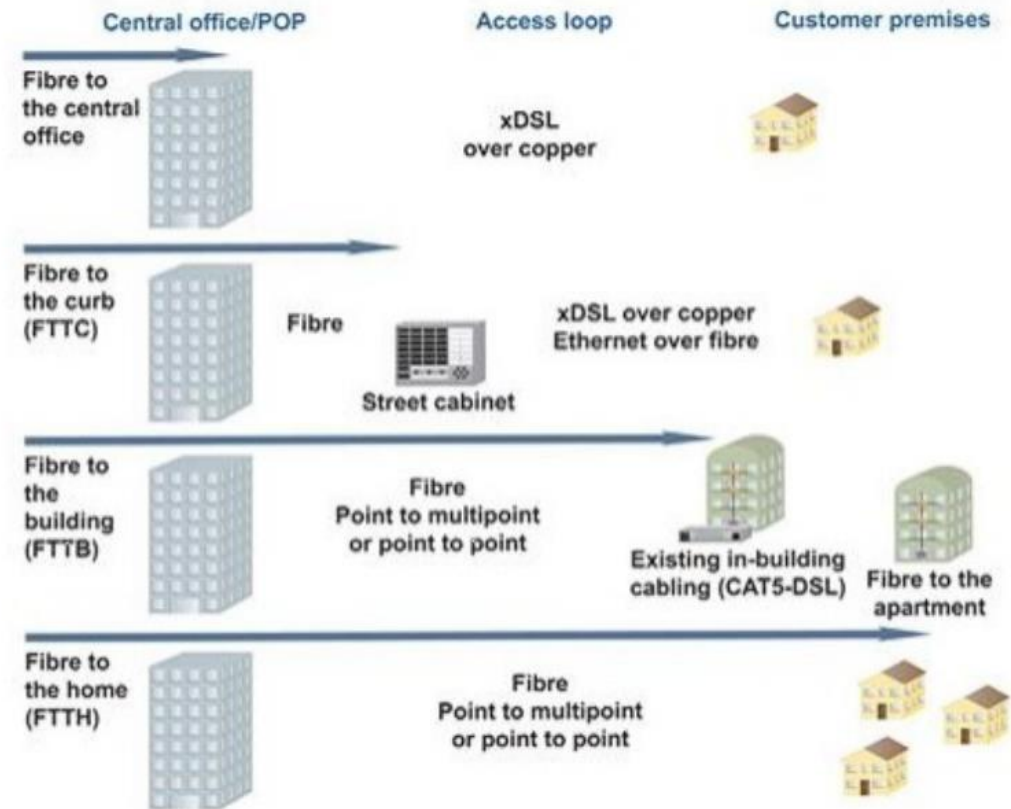 Central office/POP
Access loop
Customer premises
Fibre to
the central
office
xDSL
over copper
Fibre to
the curb
(FTTC)
Fibre
Street cabinet
xDSL over copper
Ethernet over fibre
Fibre to
the
building
(FTTB)
Fibre
Point to multipoint
or point to point
Existing in-building
cabling (CAT5-DSL)
Fibre to the
apartment
Fibre to
the home
(FTTH)
Fibre
Point to multipoint
or point to point